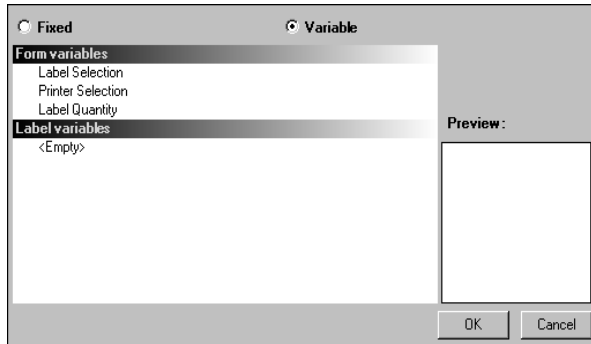 Fixed Variable
Form variables
Label Selection
Printer Selection
Label Quantity
Label variables
<Empty>
Preview:
OK Cancel